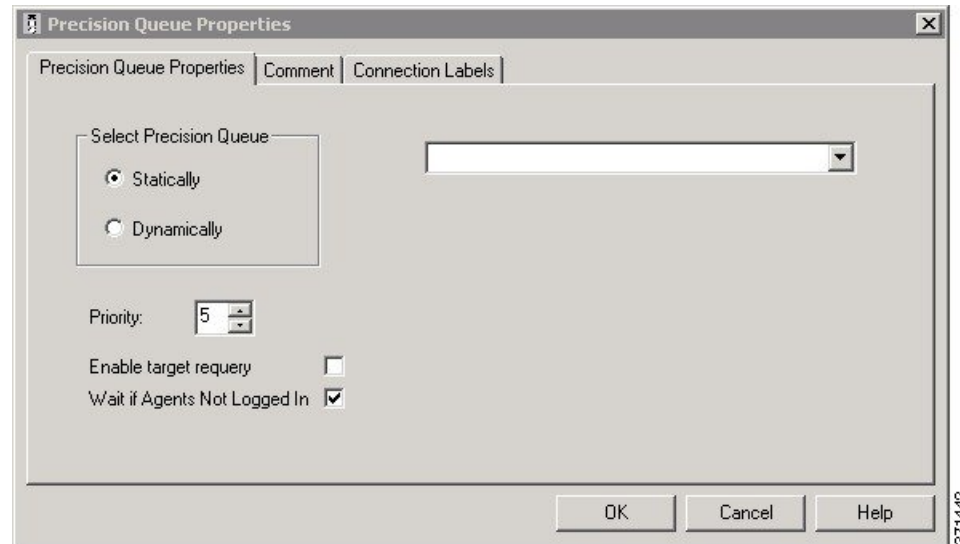 Precision Queue Properties
Precision Queue Properties Comment Connection Labels
Select Precision Queue
Statically
Dynamically
Priority: 5
Enable target requery
Wait if Agents Not Logged In
OK Cancel Help
371442